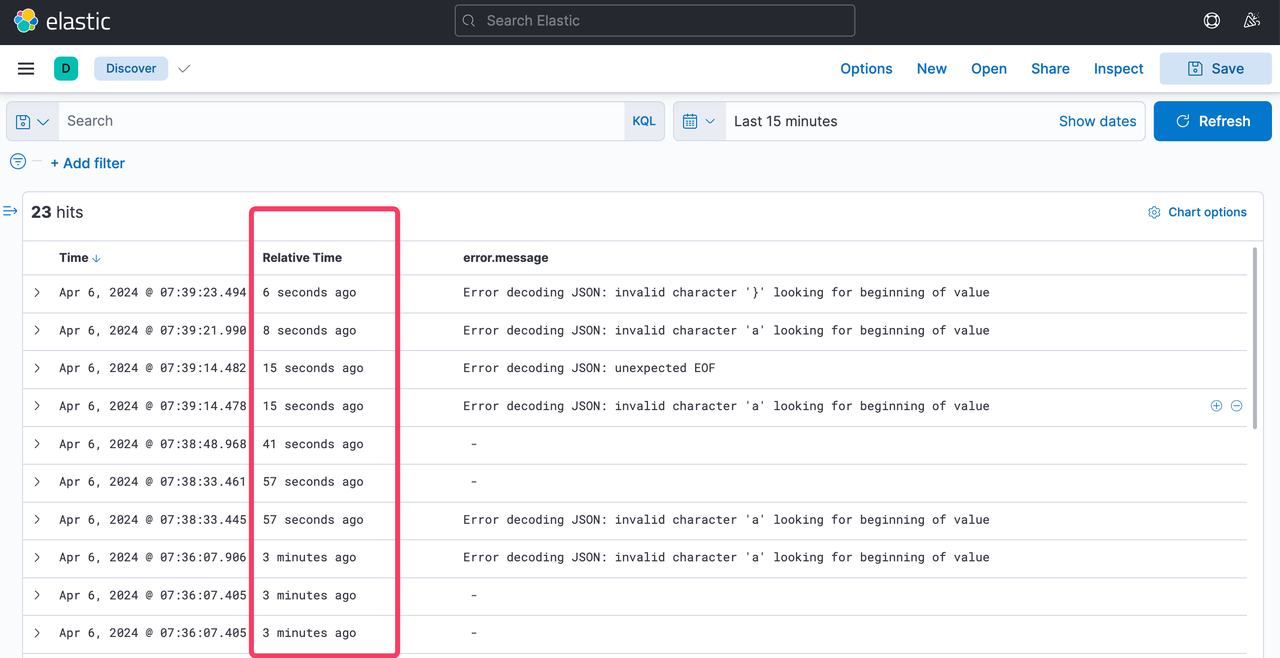 elastic Search Elastic
D Discover Options New Open Share Inspect Save
Search KQL Last 15 minutes Show dates Refresh
+ Add filter
23 hits Chart options
Time Relative Time error.message
Apr 6, 2024 @ 07:39:23.494 6 seconds ago Error decoding JSON: invalid character '}' looking for beginning of value
Apr 6, 2024 @ 07:39:21.990 8 seconds ago Error decoding JSON: invalid character 'a' looking for beginning of value
Apr 6, 2024 @ 07:39:14.482 15 seconds ago Error decoding JSON: unexpected EOF
Apr 6, 2024 @ 07:39:14.478 15 seconds ago Error decoding JSON: invalid character 'a' looking for beginning of value
Apr 6, 2024 @ 07:38:48.968 41 seconds ago -
Apr 6, 2024 @ 07:38:33.461 57 seconds ago -
Apr 6, 2024 @ 07:38:33.445 57 seconds ago Error decoding JSON: invalid character 'a' looking for beginning of value
Apr 6, 2024 @ 07:36:07.906 3 minutes ago Error decoding JSON: invalid character 'a' looking for beginning of value
Apr 6, 2024 @ 07:36:07.405 3 minutes ago -
Apr 6, 2024 @ 07:36:07.405 3 minutes ago -